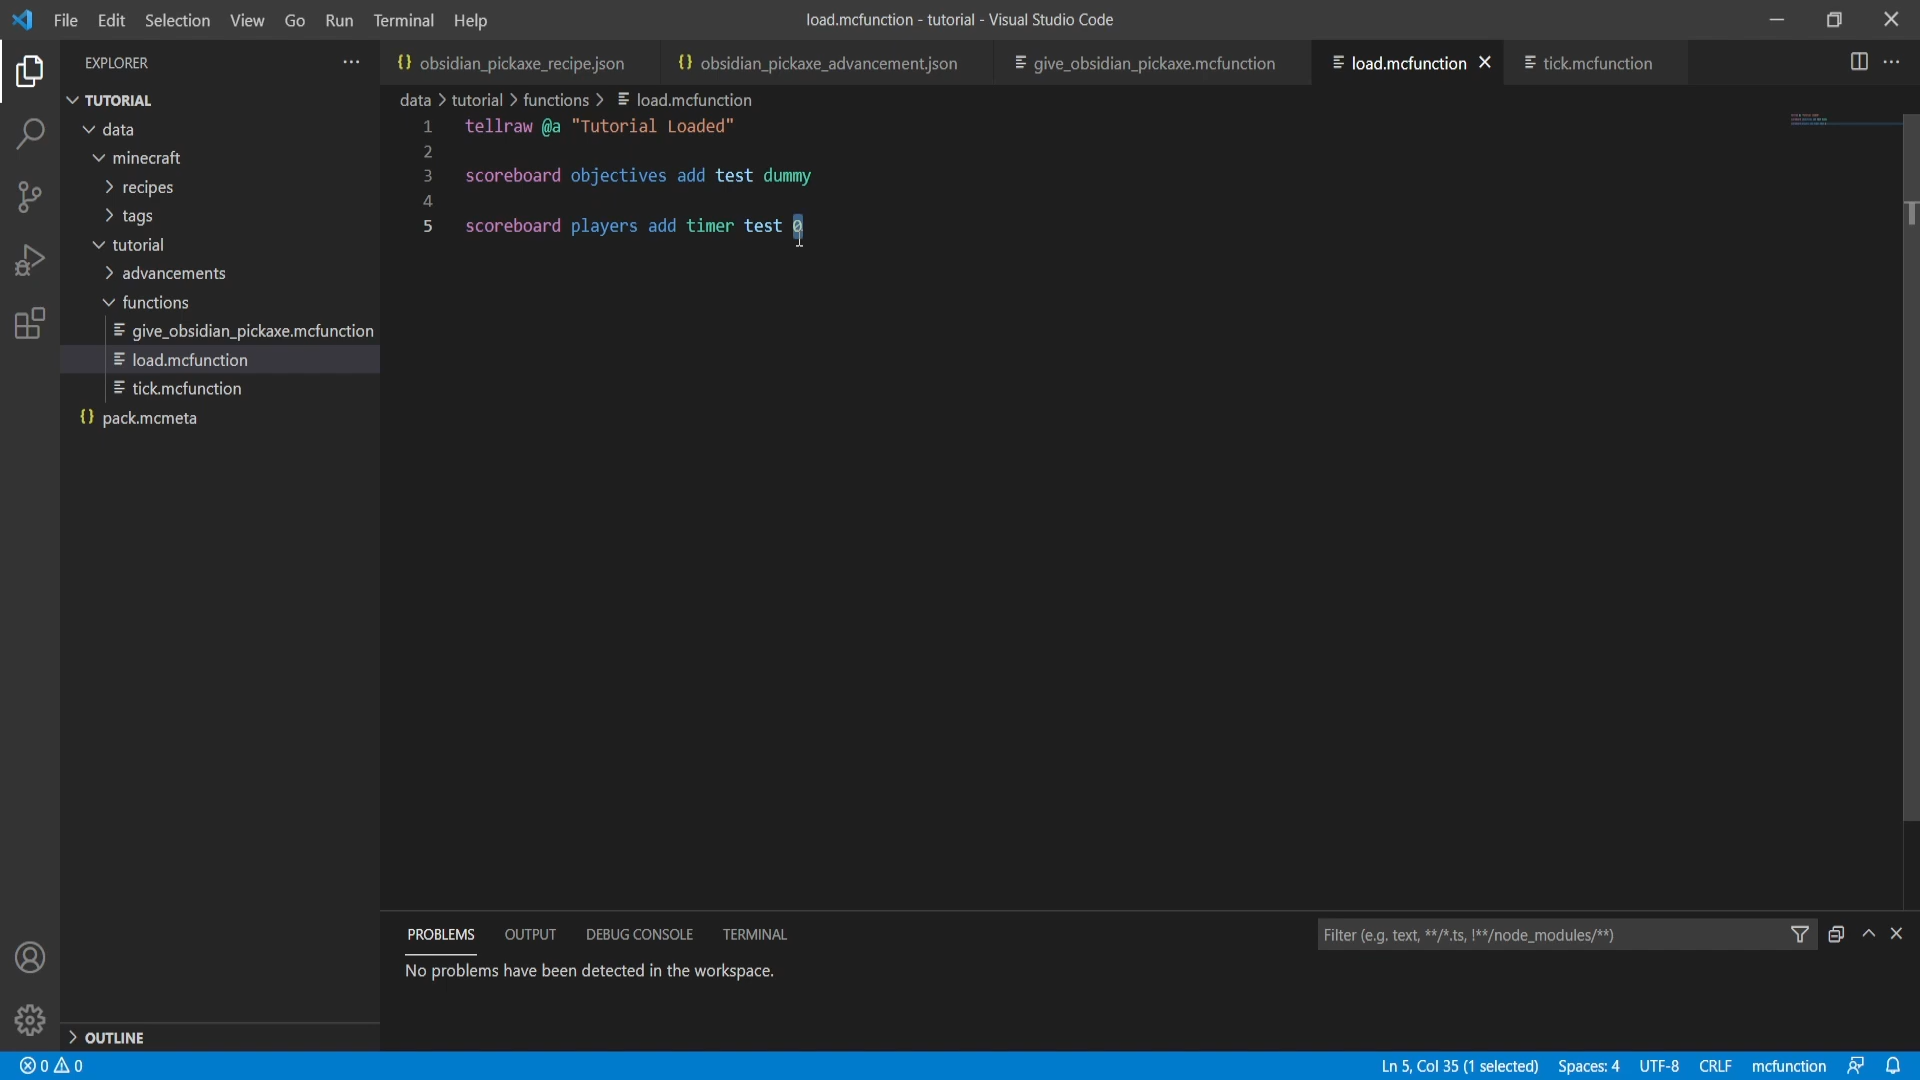 File Edit Selection View Go Run Terminal Help
load.mcfunction - tutorial - Visual Studio Code
EXPLORER
TUTORIAL
data
minecraft
recipes
tags
tutorial
advancements
functions
give_obsidian_pickaxe.mcfunction
load.mcfunction
tick.mcfunction
pack.mcmeta
OUTLINE
obsidian_pickaxe_recipe.json obsidian_pickaxe_advancement.json give_obsidian_pickaxe.mcfunction load.mcfunction tick.mcfunction
data > tutorial > functions > load.mcfunction
1 tellraw @a "Tutorial Loaded"
2
3 scoreboard objectives add test dummy
4
5 scoreboard players add timer test 0
PROBLEMS OUTPUT DEBUG CONSOLE TERMINAL
Filter (e.g. text, **/*.ts, !**/node_modules/**)
No problems have been detected in the workspace.
0 0 Ln 5, Col 35 (1 selected) Spaces: 4 UTF-8 CRLF mcfunction